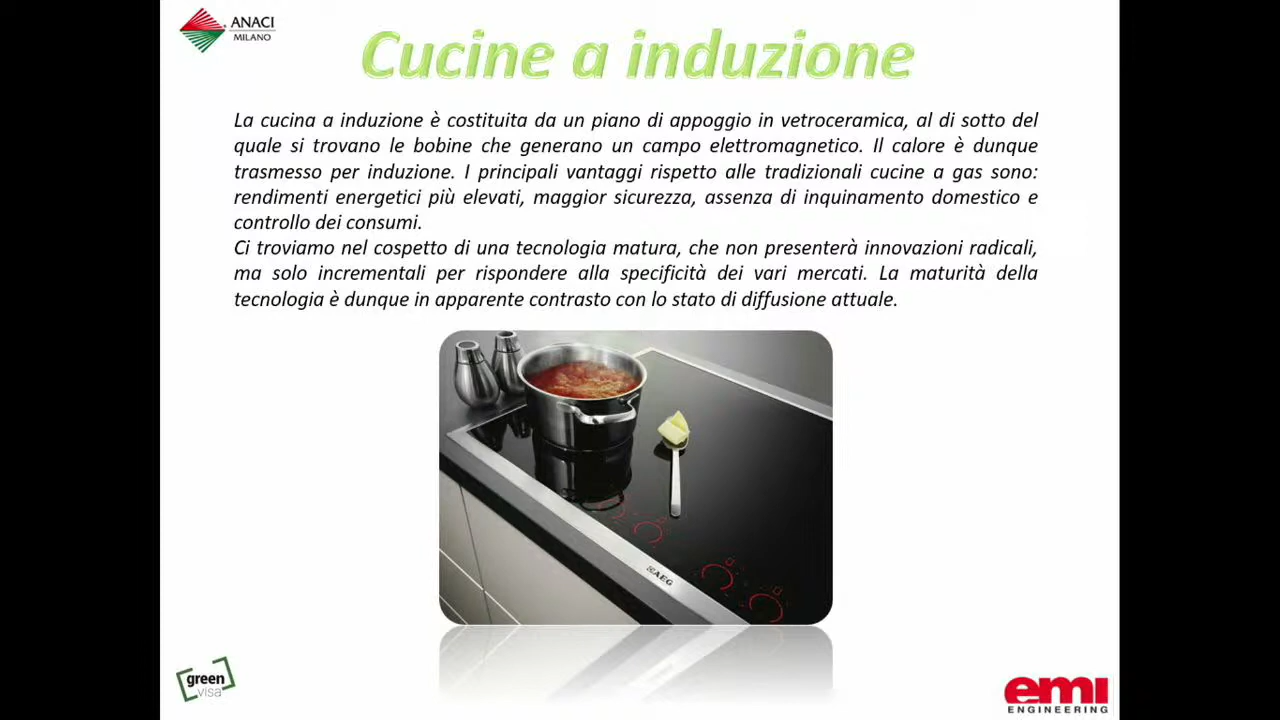 ANACI
MILANO
Cucine a induzione
La cucina a induzione è costituita da un piano di appoggio in vetroceramica, al di sotto del
quale si trovano le bobine che generano un campo elettromagnetico. Il calore è dunque
trasmesso per induzione. I principali vantaggi rispetto alle tradizionali cucine a gas sono:
rendimenti energetici più elevati, maggior sicurezza, assenza di inquinamento domestico e
controllo dei consumi.
Ci troviamo nel cospetto di una tecnologia matura, che non presenterà innovazioni radicali,
ma solo incrementali per rispondere alla specificità dei vari mercati. La maturità della
tecnologia è dunque in apparente contrasto con lo stato di diffusione attuale.
AEG
green
visa
emi
ENGINEERING